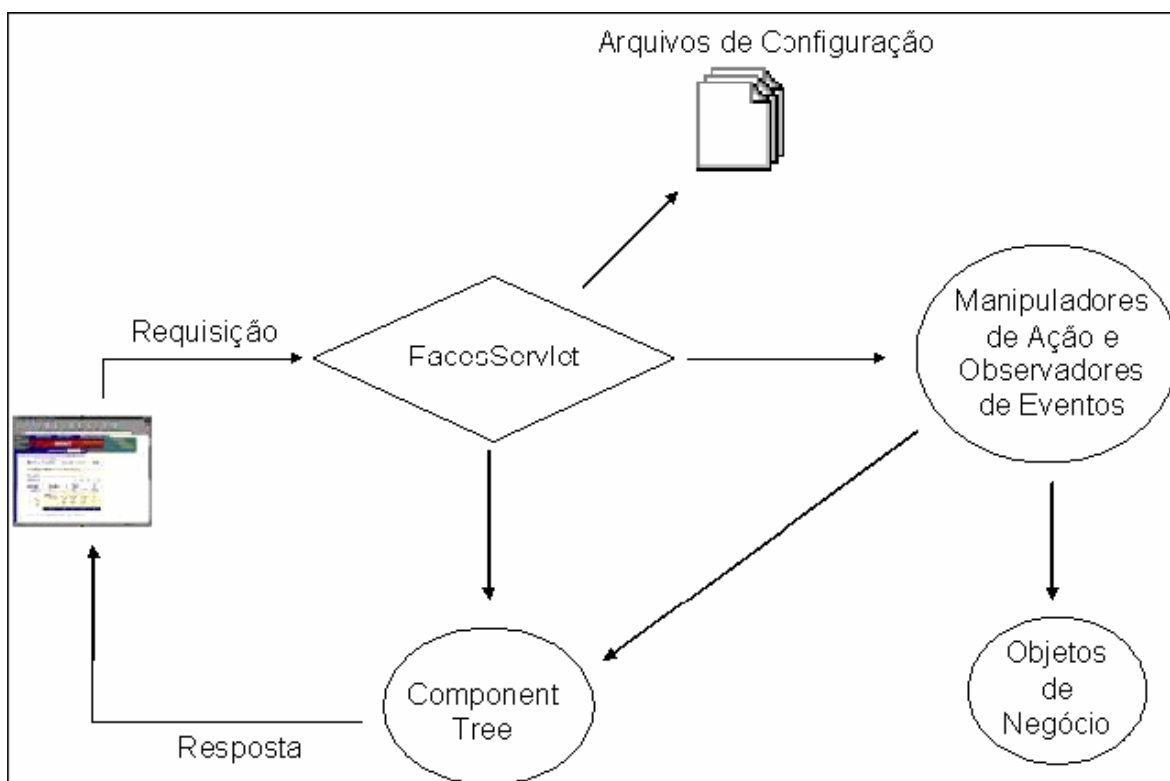 Arquivos de Configuração
Requisição
FacesServlet
Manipuladores
de Ação e
Observadores
de Eventos
Component
Tree
Objetos
de
Negócio
Resposta